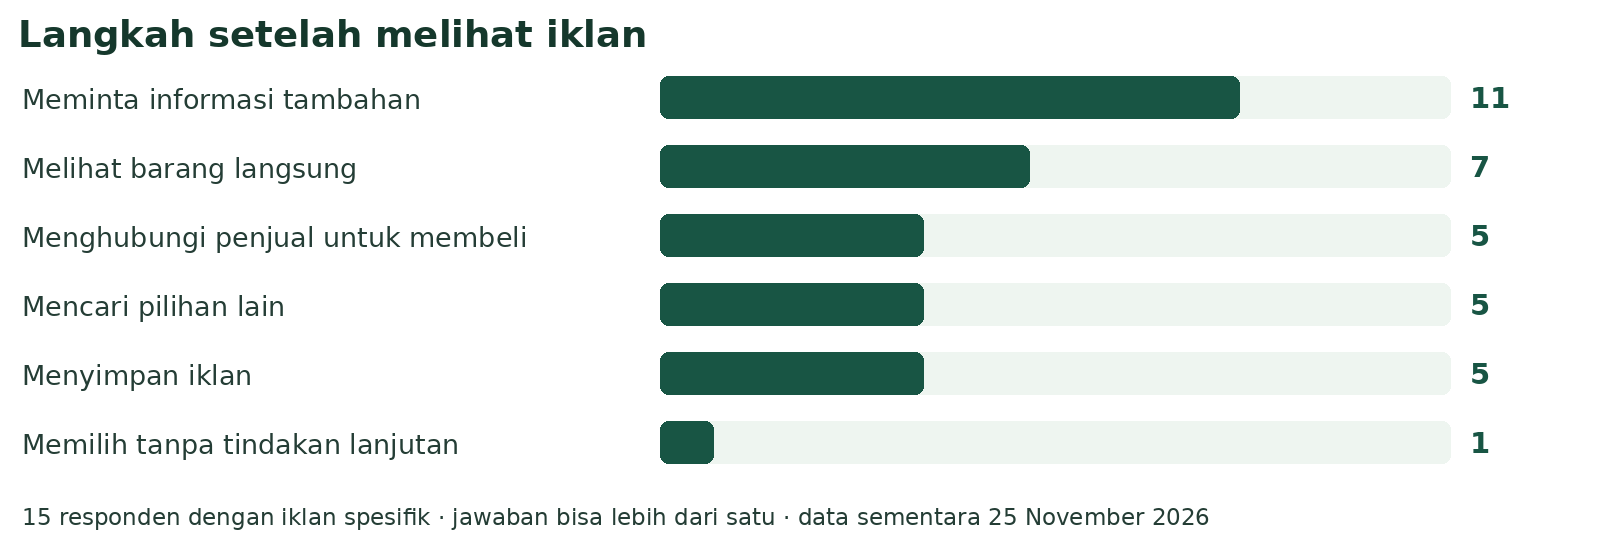 Langkah setelah melihat iklan
Meminta informasi tambahan 11
Melihat barang langsung 7
Menghubungi penjual untuk membeli 5
Mencari pilihan lain 5
Menyimpan iklan 5
Memilih tanpa tindakan lanjutan 1
15 responden dengan iklan spesifik · jawaban bisa lebih dari satu · data sementara 25 November 2026